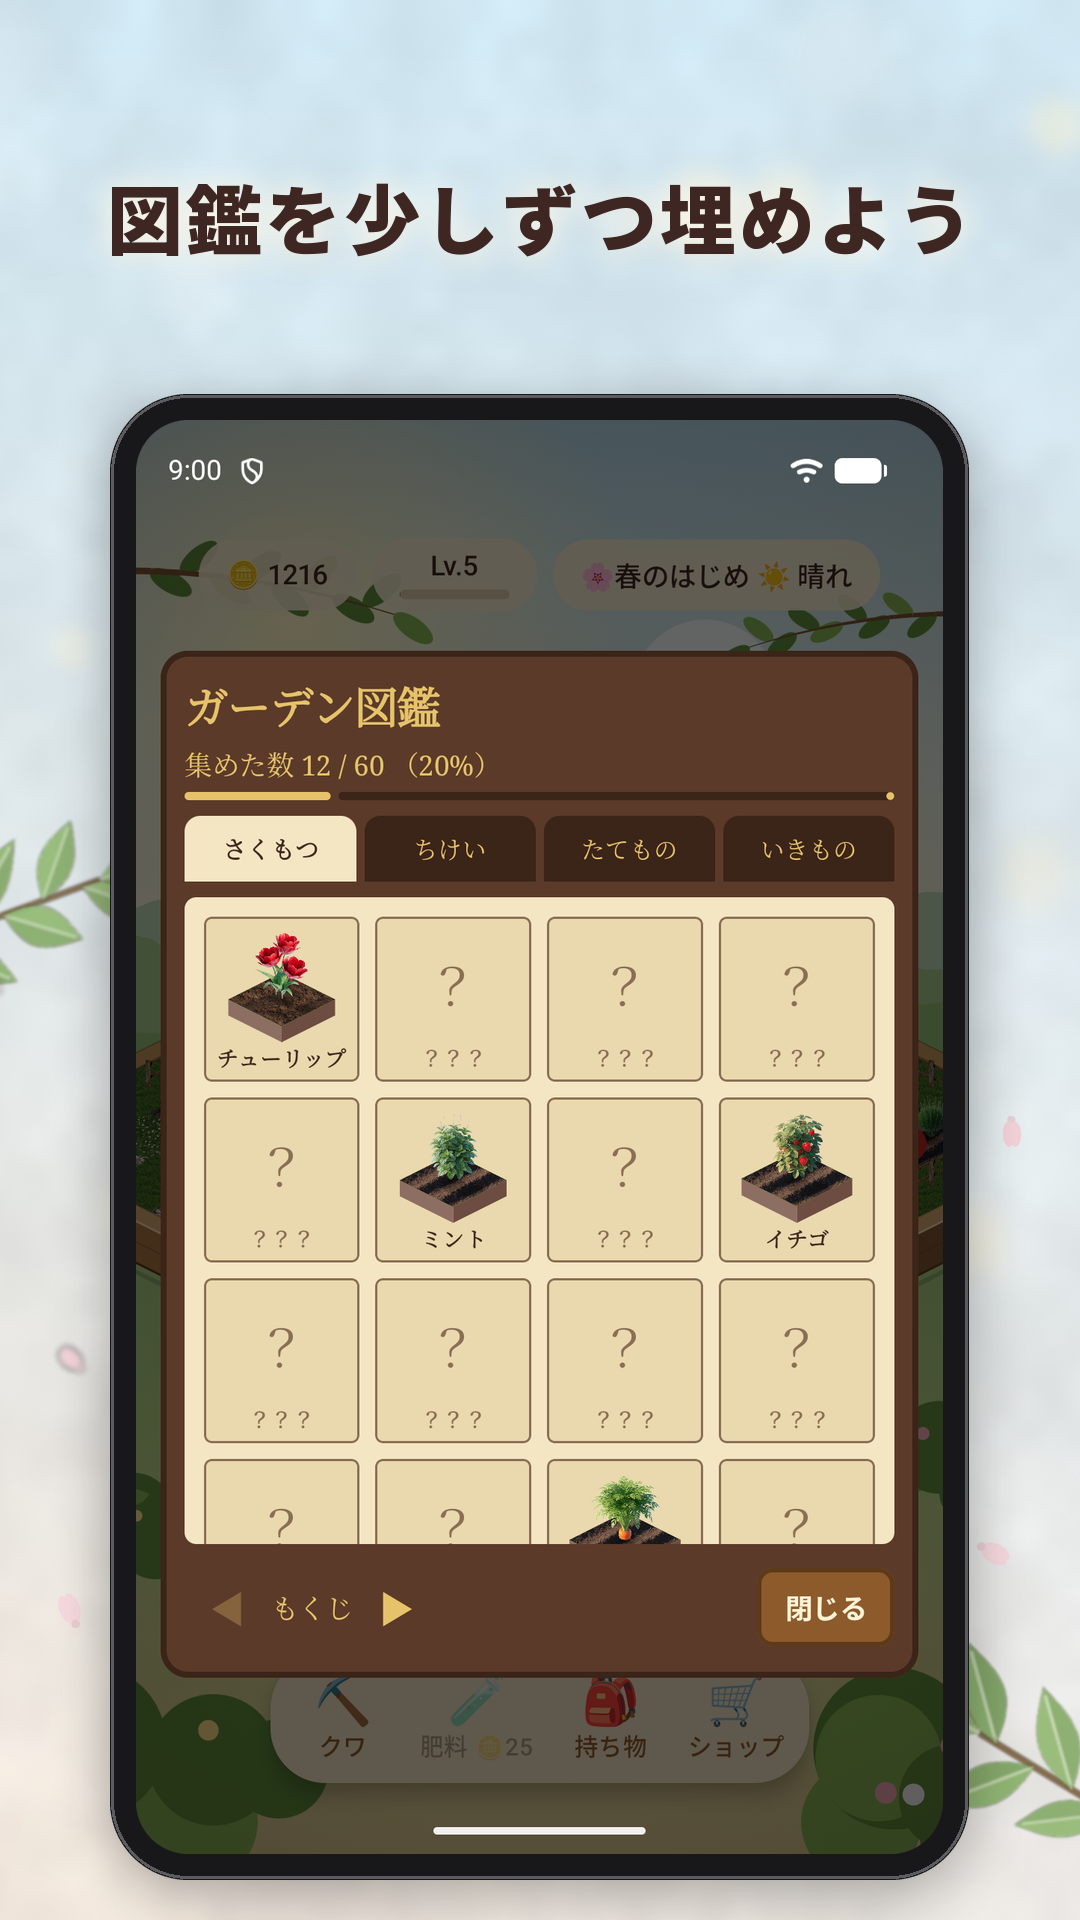 図鑑を少しずつ埋めよう
9:00
1216
Lv.5
🌸春のはじめ ☀️ 晴れ
ガーデン図鑑
集めた数 12 / 60 （20%）
さくもつ ちけい たてもの いきもの
? ? ?
チューリップ ？？？ ？？？ ？？？
? ?
？？？ ミント ？？？ イチゴ
? ? ? ?
？？？ ？？？ ？？？ ？？？
? ? ?
もくじ
閉じる
クワ 肥料 🪙25 持ち物 ショップ